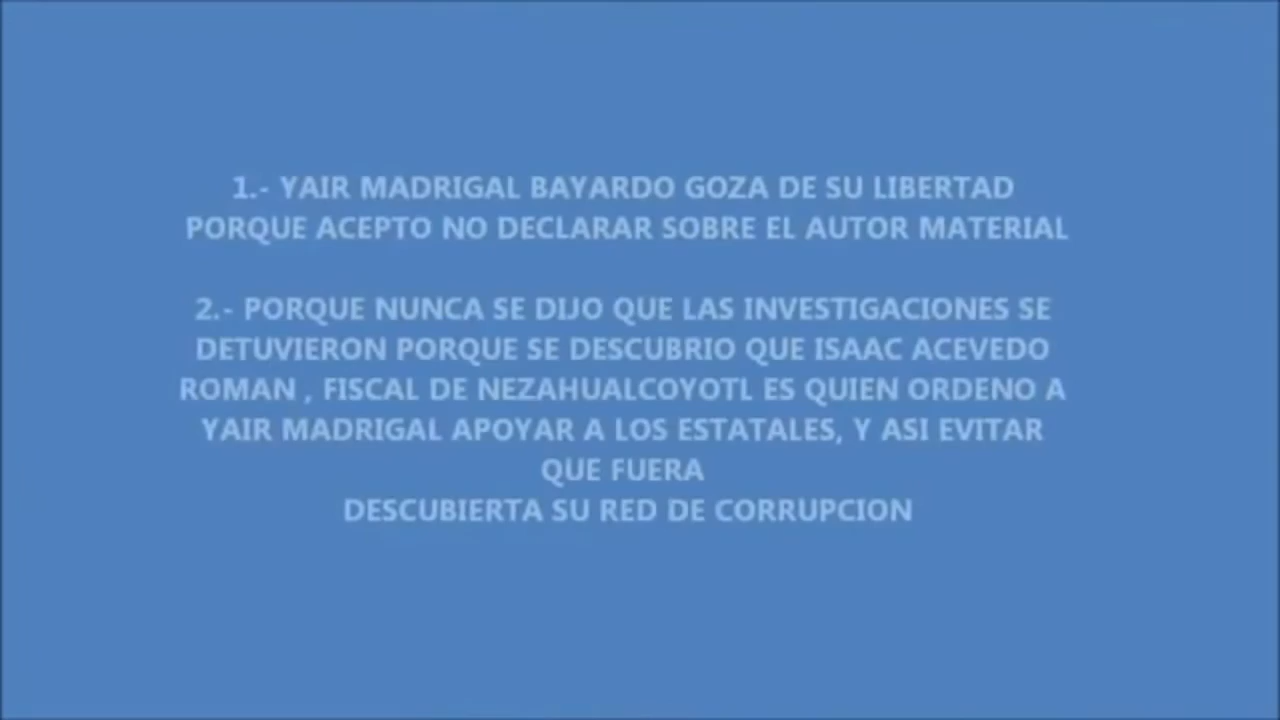 1.- YAIR MADRIGAL BAYARDO GOZA DE SU LIBERTAD
PORQUE ACEPTO NO DECLARAR SOBRE EL AUTOR MATERIAL
2.- PORQUE NUNCA SE DIJO QUE LAS INVESTIGACIONES SE
DETUVIERON PORQUE SE DESCUBRIO QUE ISAAC ACEVEDO
ROMAN , FISCAL DE NEZAHUALCOYOTL ES QUIEN ORDENO A
YAIR MADRIGAL APOYAR A LOS ESTATALES, Y ASI EVITAR
QUE FUERA
DESCUBIERTA SU RED DE CORRUPCION